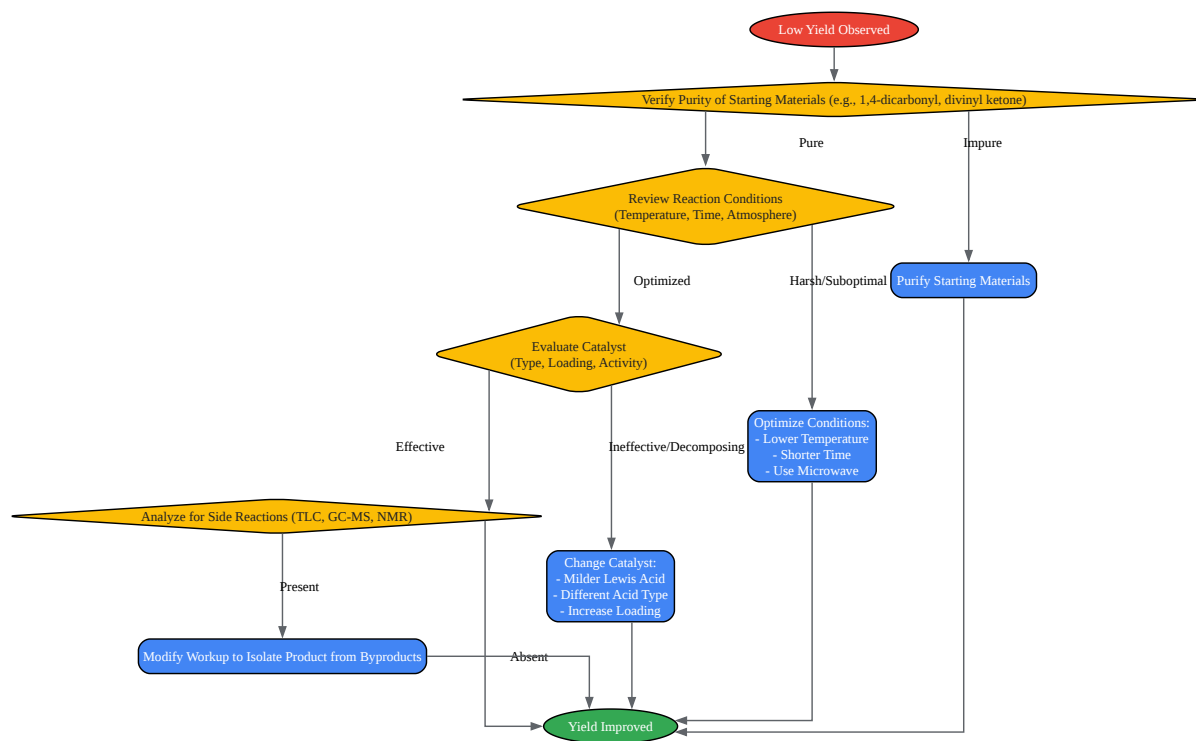 Low Yield Observed
Verify Purity of Starting Materials (e.g., 1,4-dicarbonyl, divinyl ketone)
Pure
Impure
Review Reaction Conditions
(Temperature, Time, Atmosphere)
Optimized
Harsh/Suboptimal
Purify Starting Materials
Evaluate Catalyst
(Type, Loading, Activity)
Optimize Conditions:
- Lower Temperature
- Shorter Time
- Use Microwave
Effective
Ineffective/Decomposing
Analyze for Side Reactions (TLC, GC-MS, NMR)
Change Catalyst:
- Milder Lewis Acid
- Different Acid Type
- Increase Loading
Present
Modify Workup to Isolate Product from Byproducts
Absent
Yield Improved